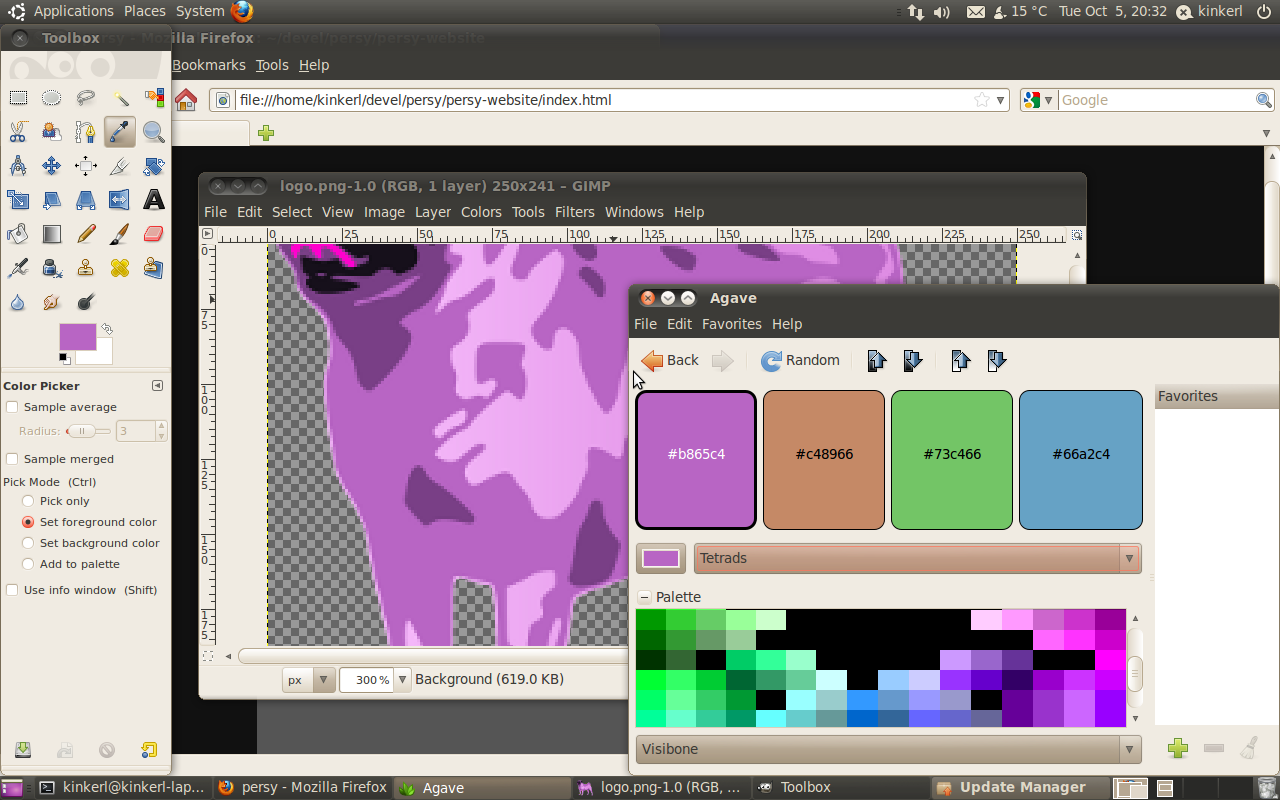 Applications Places System
15 °C Tue Oct 5, 20:32 kinkerl
Toolbox
persy - Mozilla Firefox
Bookmarks Tools Help
file:///home/kinkerl/devel/persy/persy-website/index.html
Google
logo.png-1.0 (RGB, 1 layer) 250x241 – GIMP
File Edit Select View Image Layer Colors Tools Filters Windows Help
0 25 50 75 100 125 150 175 200 225 250
0
75
100
125
150
175
Color Picker
Sample average
Radius: 3
Sample merged
Pick Mode (Ctrl)
Pick only
Set foreground color
Set background color
Add to palette
Use info window (Shift)
px 300 % Background (619.0 KB)
Agave
File Edit Favorites Help
Back Random
Favorites
#b865c4 #c48966 #73c466 #66a2c4
Tetrads
Palette
Visibone
kinkerl@kinkerl-lap... persy - Mozilla Firefox Agave logo.png-1.0 (RGB, ... Toolbox Update Manager